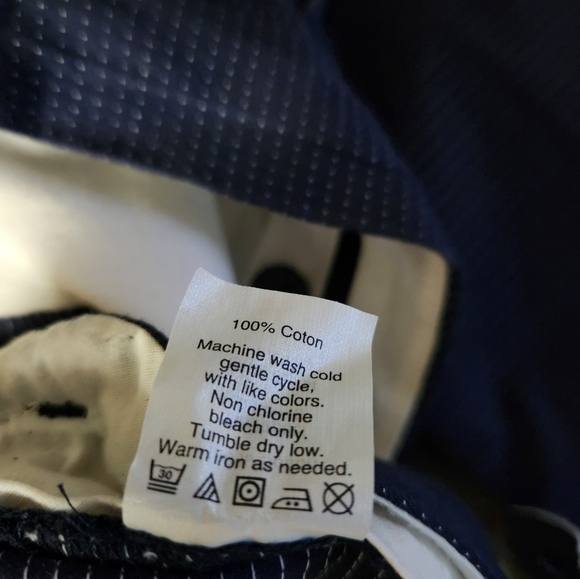 100% Coton
Machine wash cold
gentle cycle,
with like colors.
Non chlorine
bleach only.
Tumble dry low.
Warm iron as needed.
30